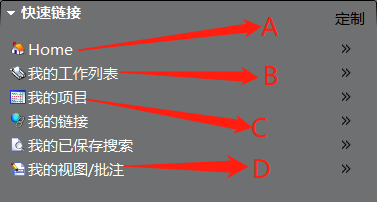 快速链接 定制
Home A
我的工作列表 B
我的项目
我的链接 C
我的已保存搜索
我的视图/批注 D